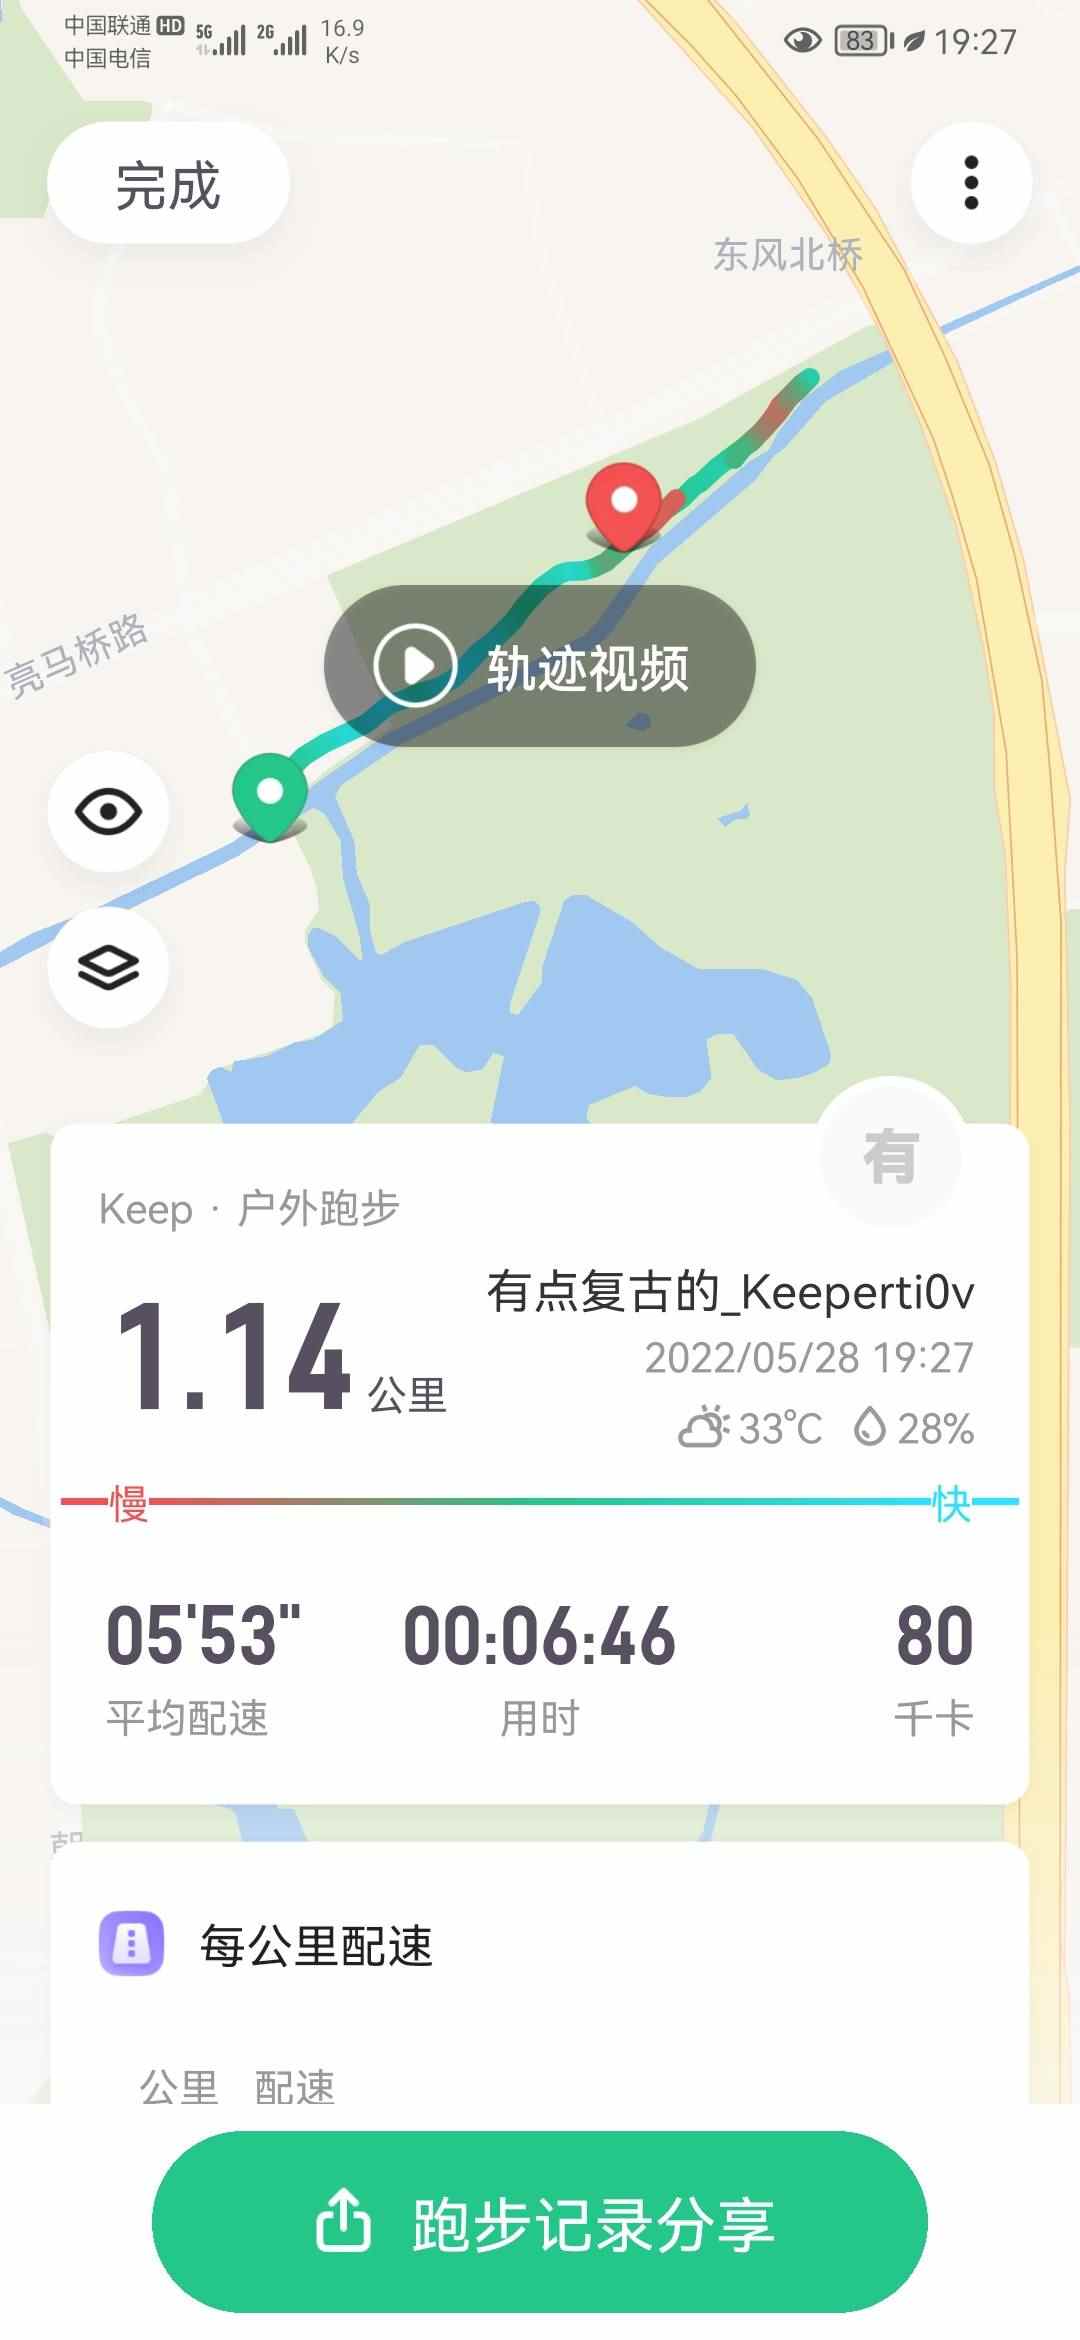 中国联通 HD 5G 2G 16.9 K/s 83 19:27
中国电信
完成
东风北桥
亮马桥路
轨迹视频
有
Keep · 户外跑步
有点复古的_Keeperti0v
1.14 公里
2022/05/28 19:27
33℃ 28%
慢 快
05'53" 00:06:46 80
平均配速 用时 千卡
每公里配速
公里 配速
跑步记录分享